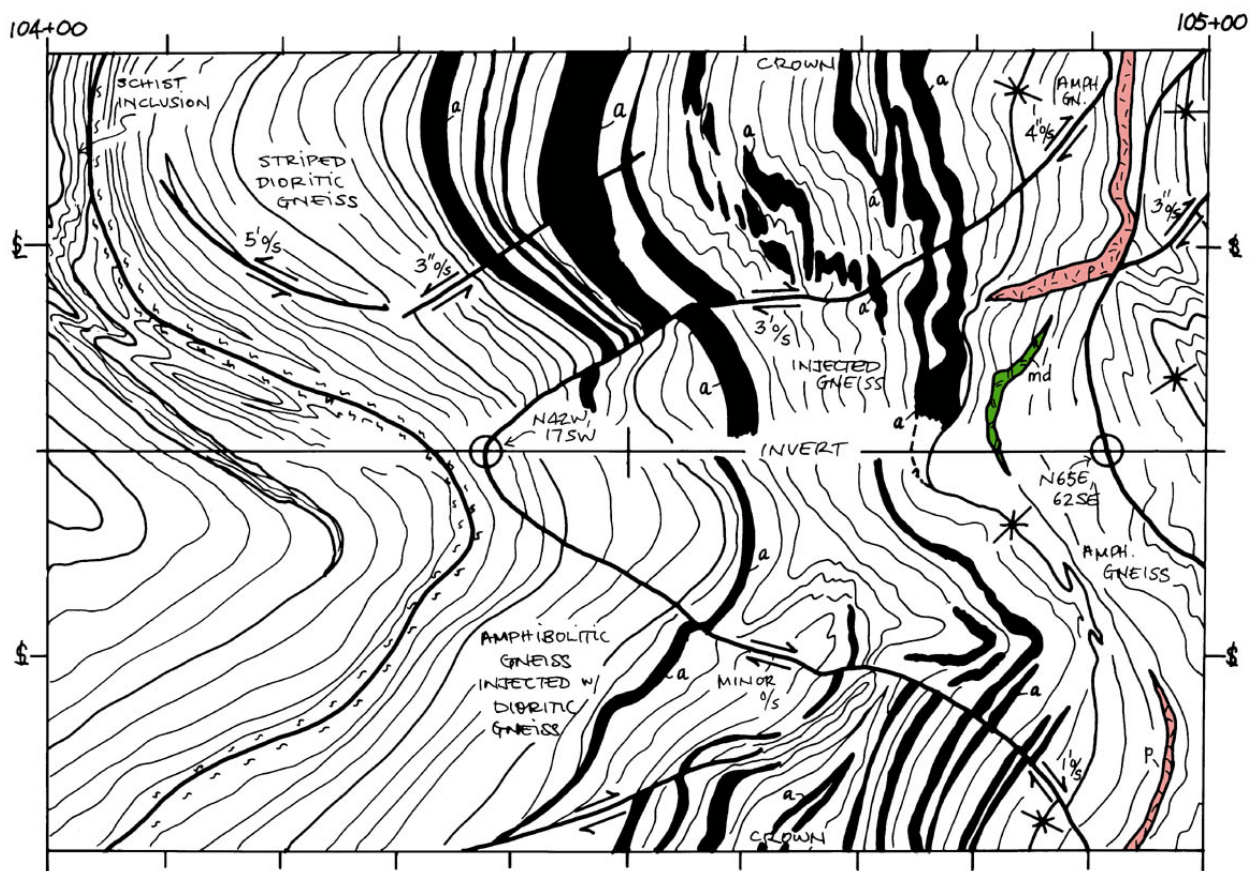 104+00
105+00
SCHIST
INCLUSION
CROWN
a
a
a
a
AMPH
GN.
4"o/s
STRIPED
DIORITIC
GNEISS
a
3"o/s
5'o/s
3"o/s
p
a
3'o/s
INJECTED
GNEISS
md
a
a
N42W,
17SW
INVERT
N65E,
62SE
a
AMPH.
GNEISS
AMPHIBOLITIC
GNEISS
INJECTED W/
DIORITIC
GNEISS
a
MINOR
o/s
a
p
1'o/s
a
CROWN